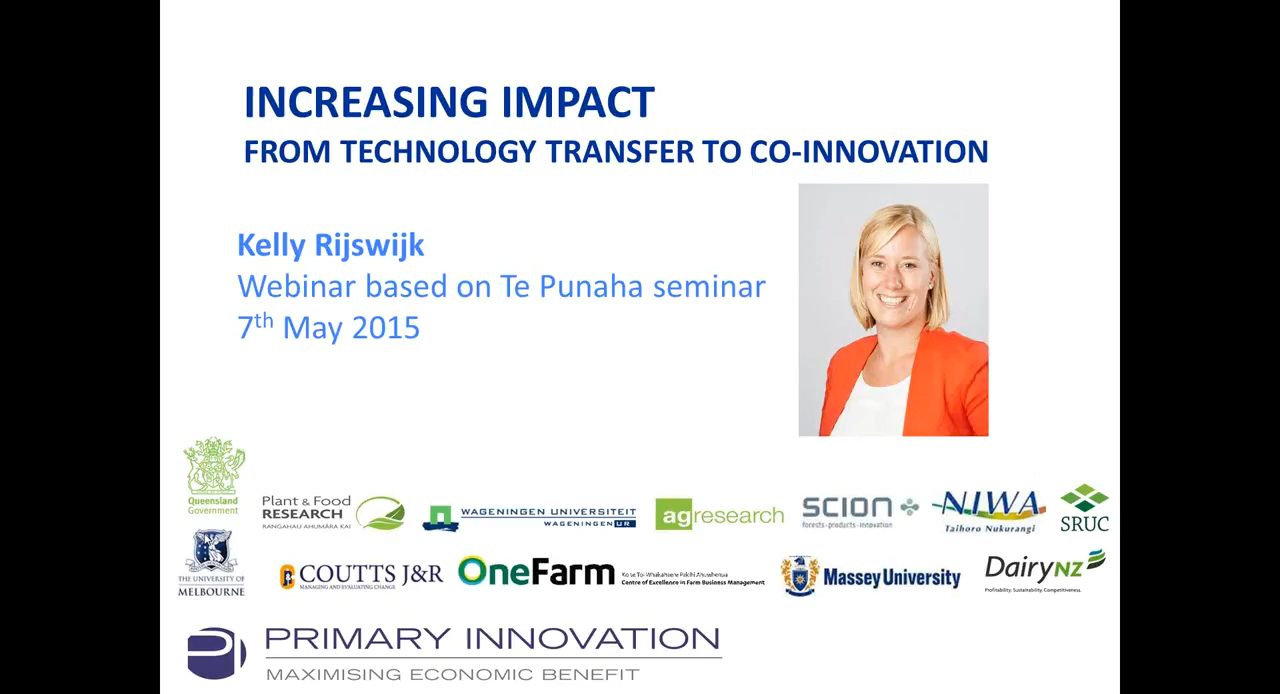 INCREASING IMPACT
FROM TECHNOLOGY TRANSFER TO CO-INNOVATION
Kelly Rijswijk
Webinar based on Te Punaha seminar
7th May 2015
Queensland
Government
Plant & Food
RESEARCH
RANGAHAU AHUMĀRA KAI
WAGENINGEN UNIVERSITEIT
WAGENINGEN UR
agresearch
SCION
forests • products • innovation
NIWA
Taihoro Nukurangi
SRUC
THE UNIVERSITY OF
MELBOURNE
COUTTS J&R
MANAGING AND EVALUATING CHANGE
OneFarm
Centre of Excellence in Farm Business Management
Massey University
DairyNZ
Profitability. Sustainability. Competitiveness.
PRIMARY INNOVATION
MAXIMISING ECONOMIC BENEFIT